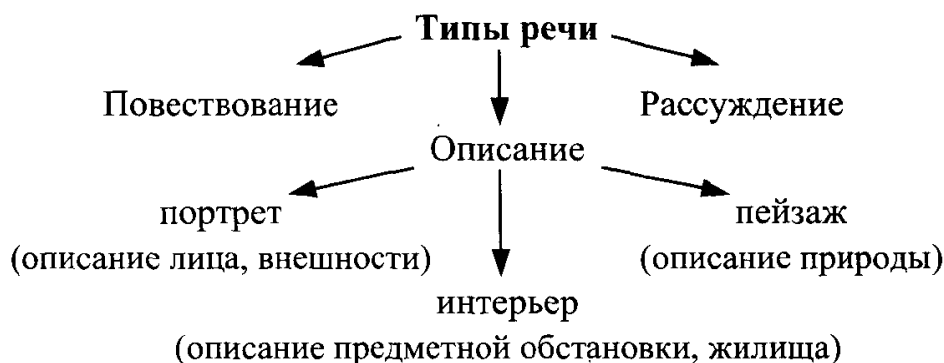 Типы речи
Повествование
Рассуждение
Описание
портрет
(описание лица, внешности)
пейзаж
(описание природы)
интерьер
(описание предметной обстановки, жилища)